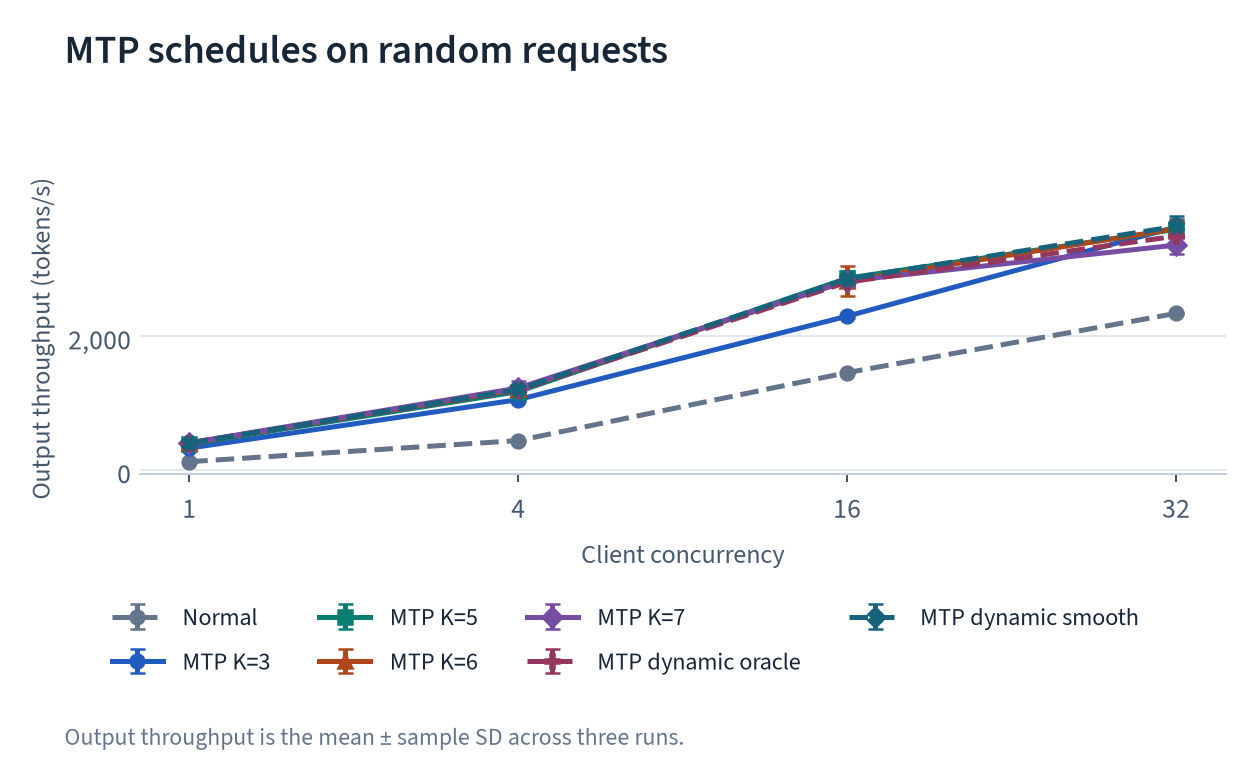 MTP schedules on random requests
Output throughput (tokens/s)
2,000
0
1 4 16 32
Client concurrency
Normal MTP K=5 MTP K=7 MTP dynamic smooth
MTP K=3 MTP K=6 MTP dynamic oracle
Output throughput is the mean ± sample SD across three runs.